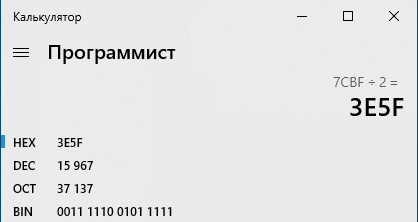 Калькулятор
Программист
7CBF ÷ 2 =
3E5F
HEX 3E5F
DEC 15 967
OCT 37 137
BIN 0011 1110 0101 1111